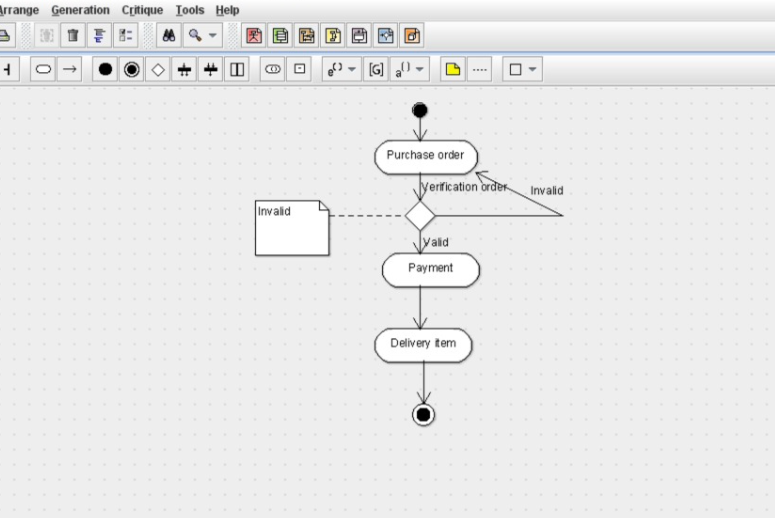 Arrange Generation Critique Tools Help
e() [G] a()
Purchase order
Verification order
Invalid
Invalid
Valid
Payment
Delivery item